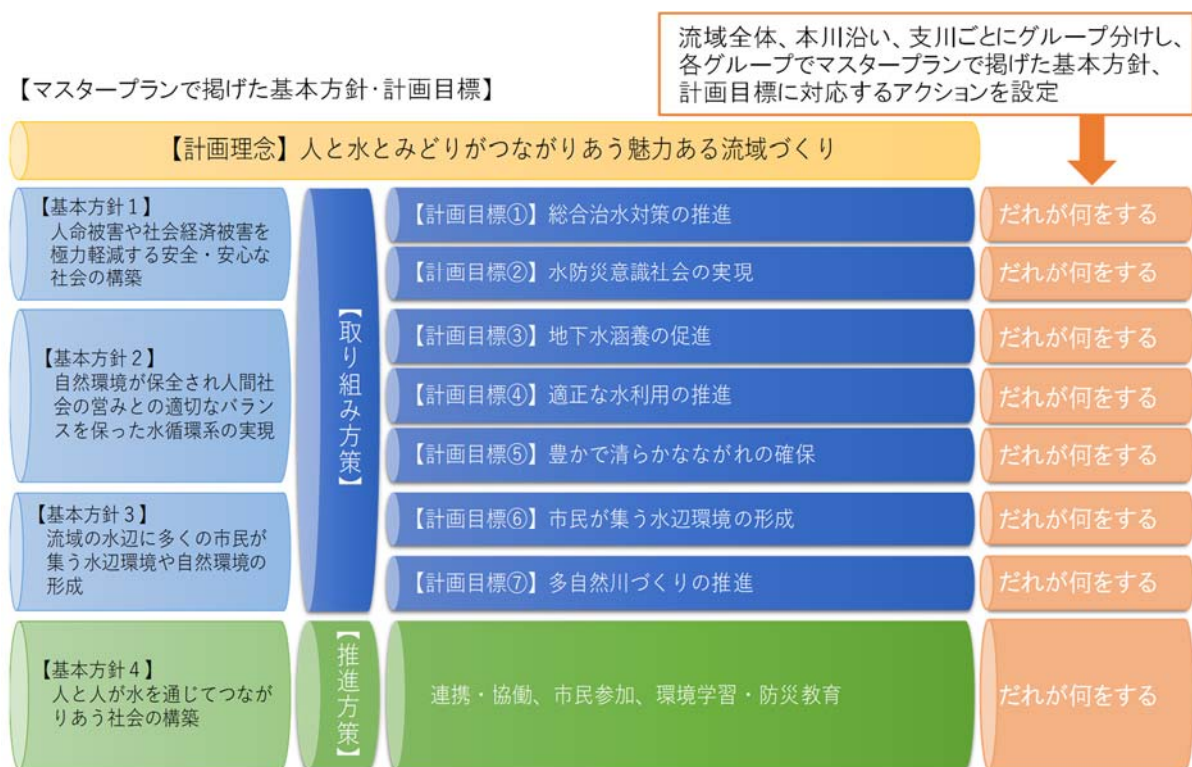 流域全体、本川沿い、支川ごとにグループ分けし、
各グループでマスタープランで掲げた基本方針、
計画目標に対応するアクションを設定
【マスタープランで掲げた基本方針・計画目標】
【計画理念】人と水とみどりがつながりあう魅力ある流域づくり
【基本方針１】
人命被害や社会経済被害を
極力軽減する安全・安心な
社会の構築
【基本方針２】
自然環境が保全され人間社
会の営みとの適切なバラン
スを保った水循環系の実現
【基本方針３】
流域の水辺に多くの市民が
集う水辺環境や自然環境の
形成
【取り組み方策】
【計画目標①】総合治水対策の推進
だれが何をする
【計画目標②】水防災意識社会の実現
だれが何をする
【計画目標③】地下水涵養の促進
だれが何をする
【計画目標④】適正な水利用の推進
だれが何をする
【計画目標⑤】豊かで清らかなながれの確保
だれが何をする
【計画目標⑥】市民が集う水辺環境の形成
だれが何をする
【計画目標⑦】多自然川づくりの推進
だれが何をする
【基本方針４】
人と人が水を通じてつなが
りあう社会の構築
【推進方策】
連携・協働、市民参加、環境学習・防災教育
だれが何をする